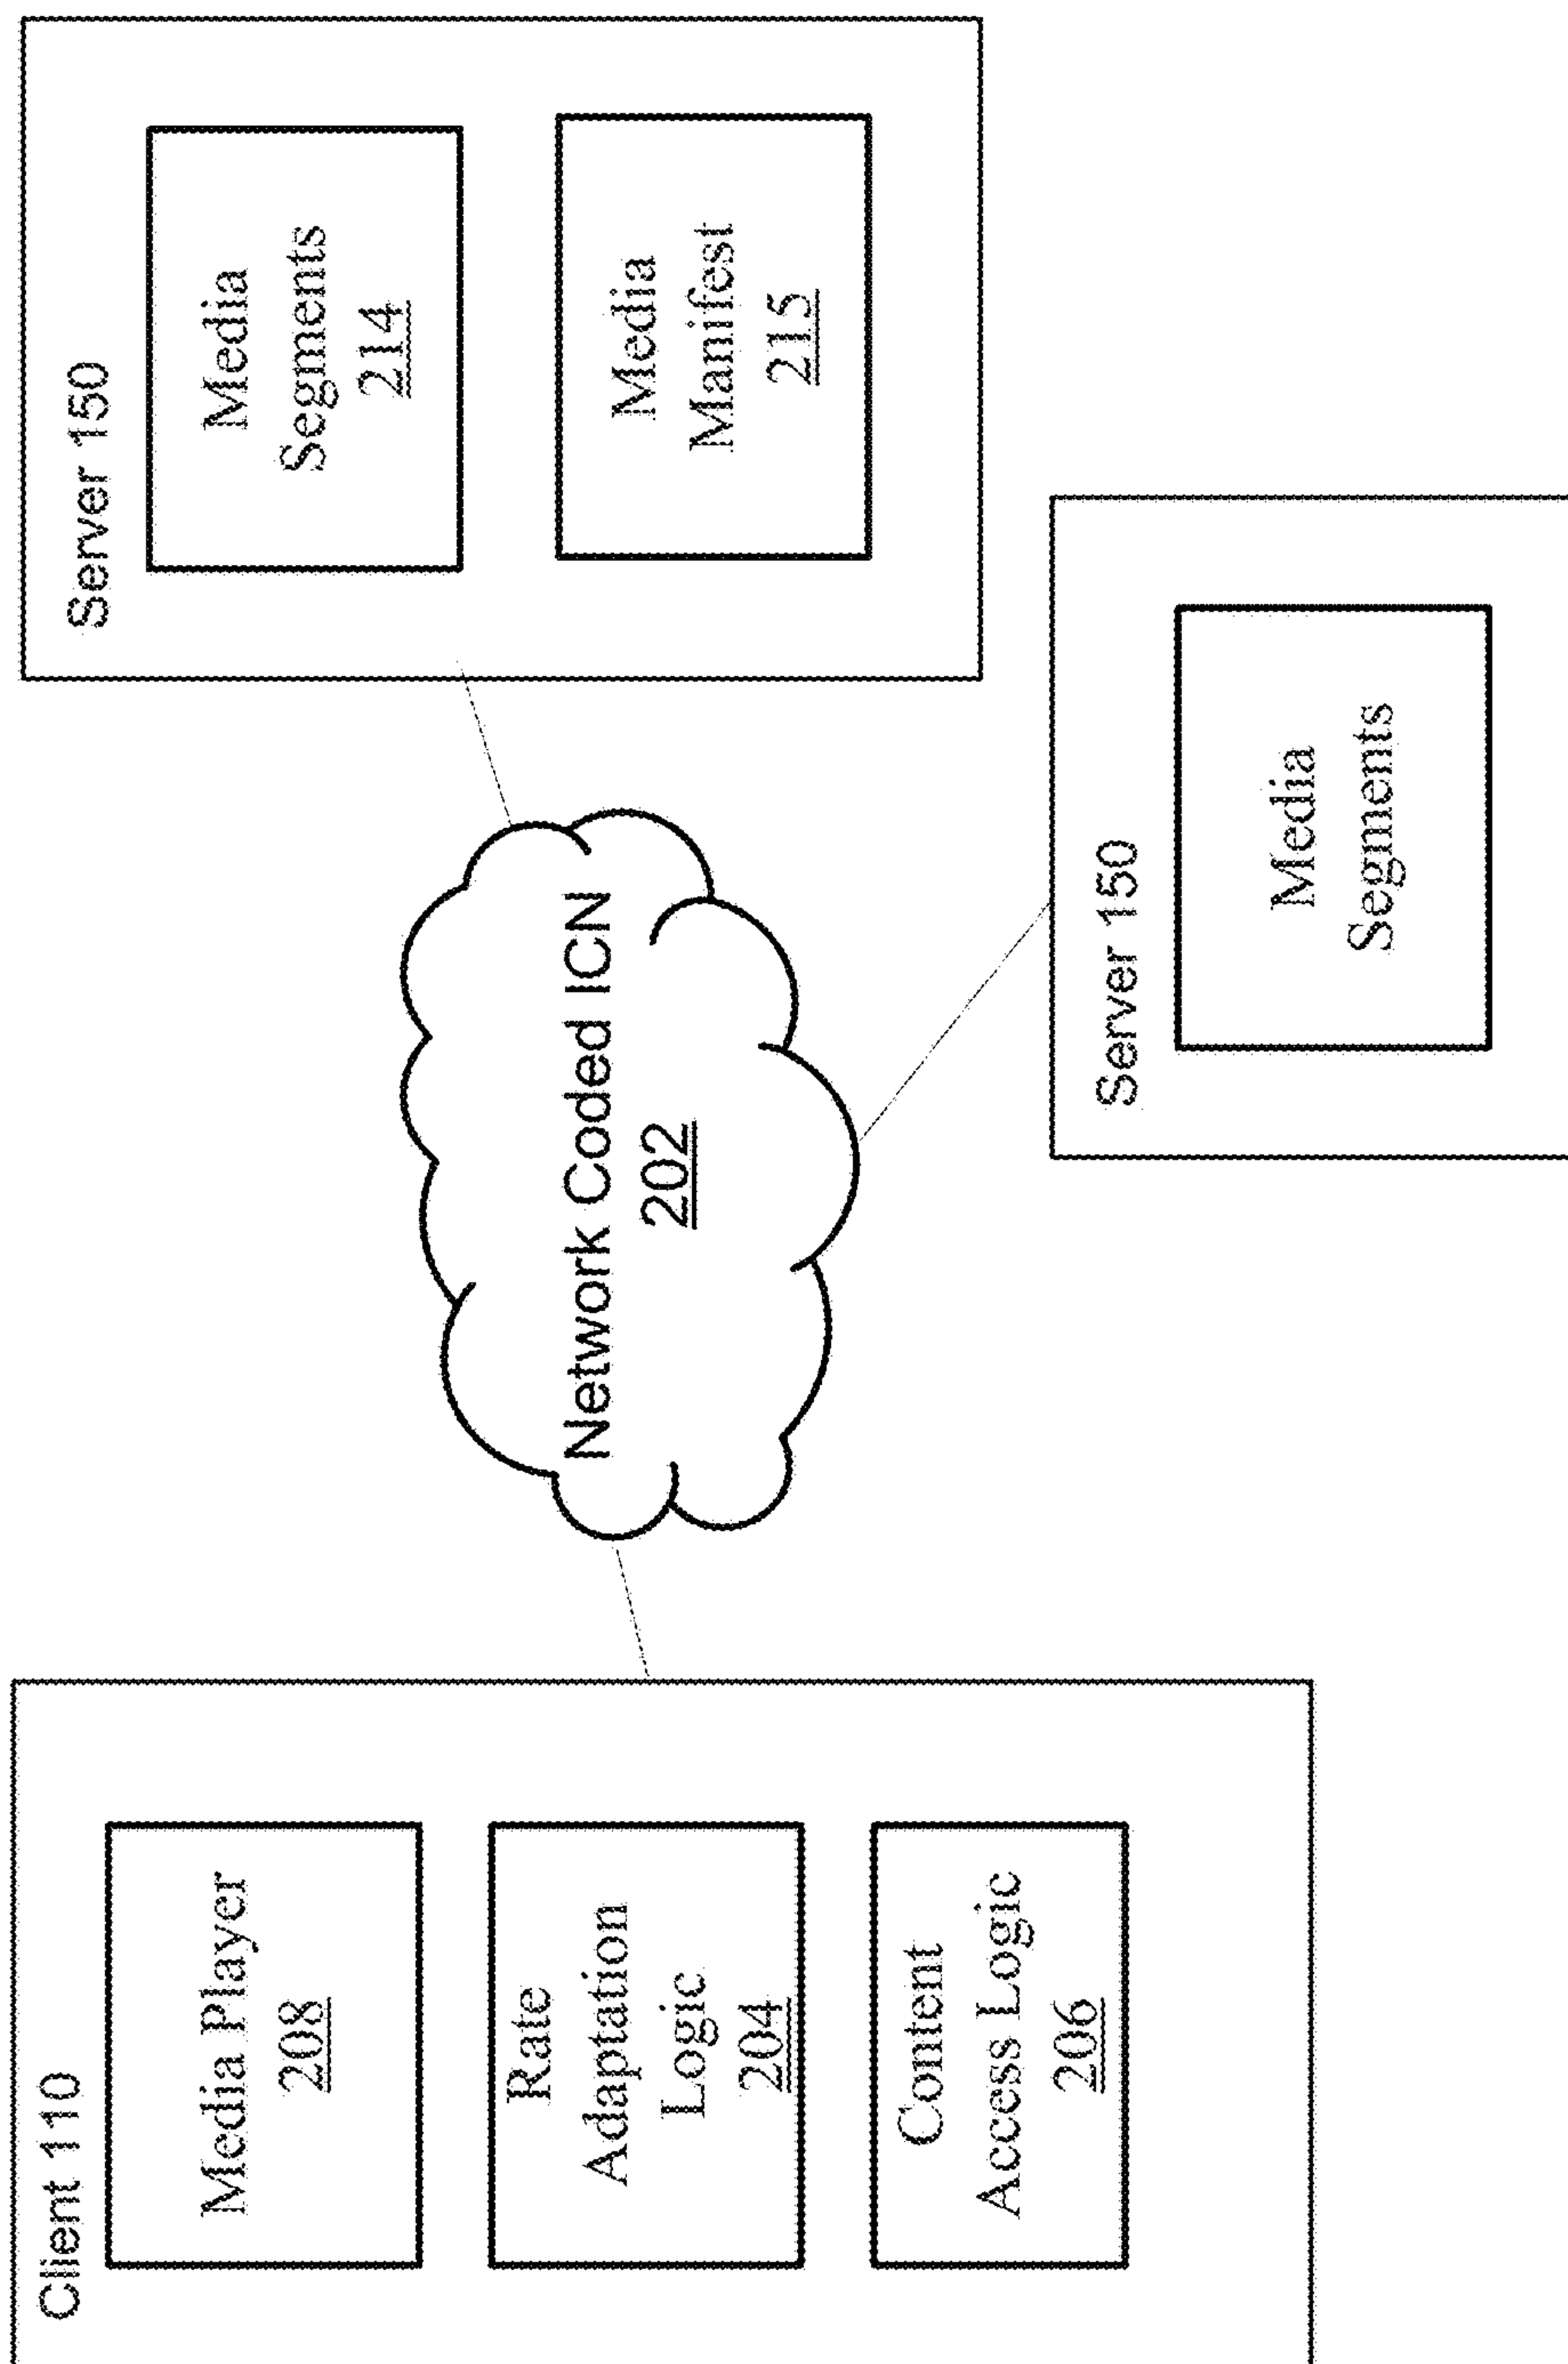 Client 110
Media Player
208
Rate
Adaptation
Logic
204
Content
Access Logic
206
Network Coded ICN
202
Server 150
Media
Segments
214
Media
Manifest
215
Server 150
Media
Segments